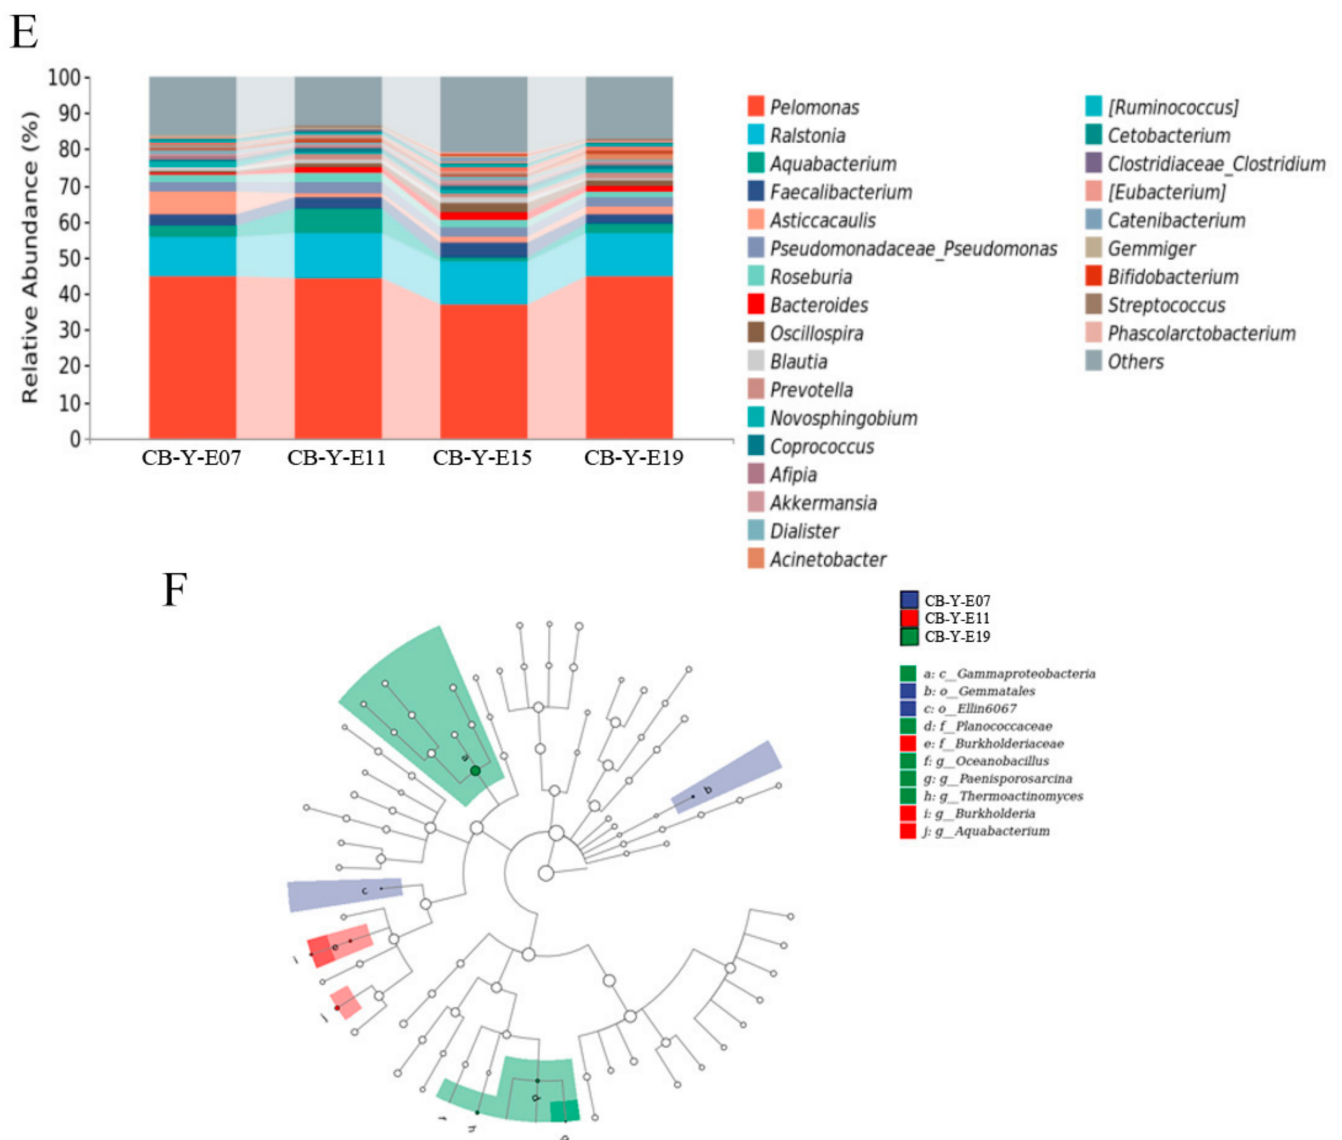 E
Relative Abundance (%)
100
90
80
70
60
50
40
30
20
10
0
CB-Y-E07 CB-Y-E11 CB-Y-E15 CB-Y-E19
Pelomonas
Ralstonia
Aquabacterium
Faecalibacterium
Asticcacaulis
Pseudomonadaceae_Pseudomonas
Roseburia
Bacteroides
Oscillospira
Blautia
Prevotella
Novosphingobium
Coprococcus
Afipia
Akkermansia
Dialister
Acinetobacter
[Ruminococcus]
Cetobacterium
Clostridiaceae_Clostridium
[Eubacterium]
Catenibacterium
Gemmiger
Bifidobacterium
Streptococcus
Phascolarctobacterium
Others
F
CB-Y-E07
CB-Y-E11
CB-Y-E19
a: c__Gammaproteobacteria
b: o__Gemmatales
c: o__Ellin6067
d: f__Planococcaceae
e: f__Burkholderiaceae
f: g__Oceanobacillus
g: g__Paenisporosarcina
h: g__Thermoactinomyces
i: g__Burkholderia
j: g__Aquabacterium
a
b
c
e
d